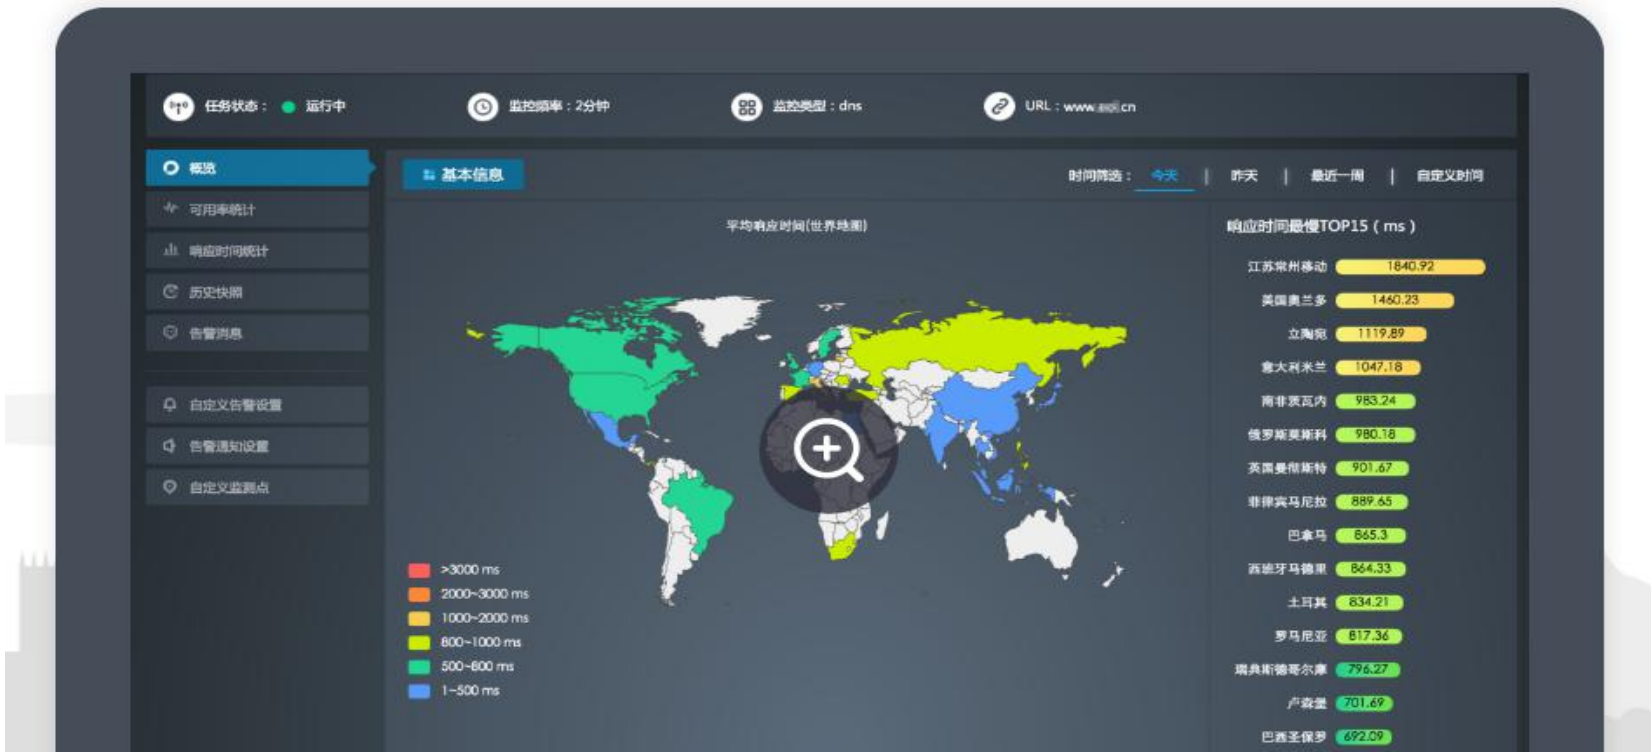 任务状态： 运行中
监控频率：2分钟
监控类型：dns
URL：www. .cn
概览
可用率统计
响应时间统计
历史快照
告警消息
自定义告警设置
告警通知设置
自定义监测点
基本信息
时间筛选： 今天 | 昨天 | 最近一周 | 自定义时间
平均响应时间(世界地图)
>3000 ms
2000~3000 ms
1000~2000 ms
800~1000 ms
500~800 ms
1~500 ms
响应时间最慢TOP15（ms）
江苏常州移动 1840.92
美国奥兰多 1460.23
立陶宛 1119.89
意大利米兰 1047.18
南非茨瓦内 983.24
俄罗斯莫斯科 980.18
英国曼彻斯特 901.67
菲律宾马尼拉 889.65
巴拿马 865.3
西班牙马德里 864.33
土耳其 834.21
罗马尼亚 817.36
瑞典斯德哥尔摩 796.27
卢森堡 701.69
巴西圣保罗 692.09